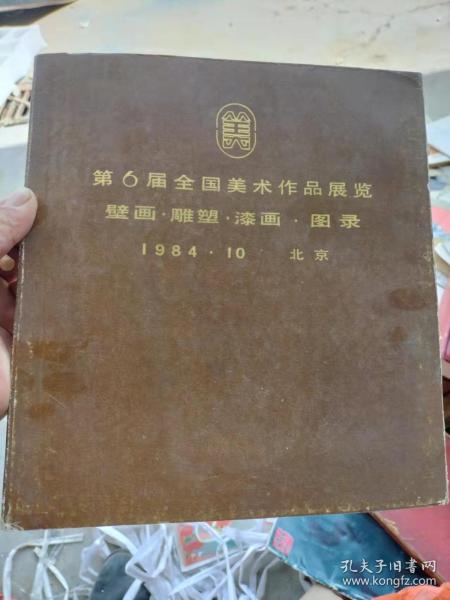 美
第6届全国美术作品展览
壁画·雕塑·漆画·图录
1984·10 北京
孔夫子旧书网
www.kongfz.com